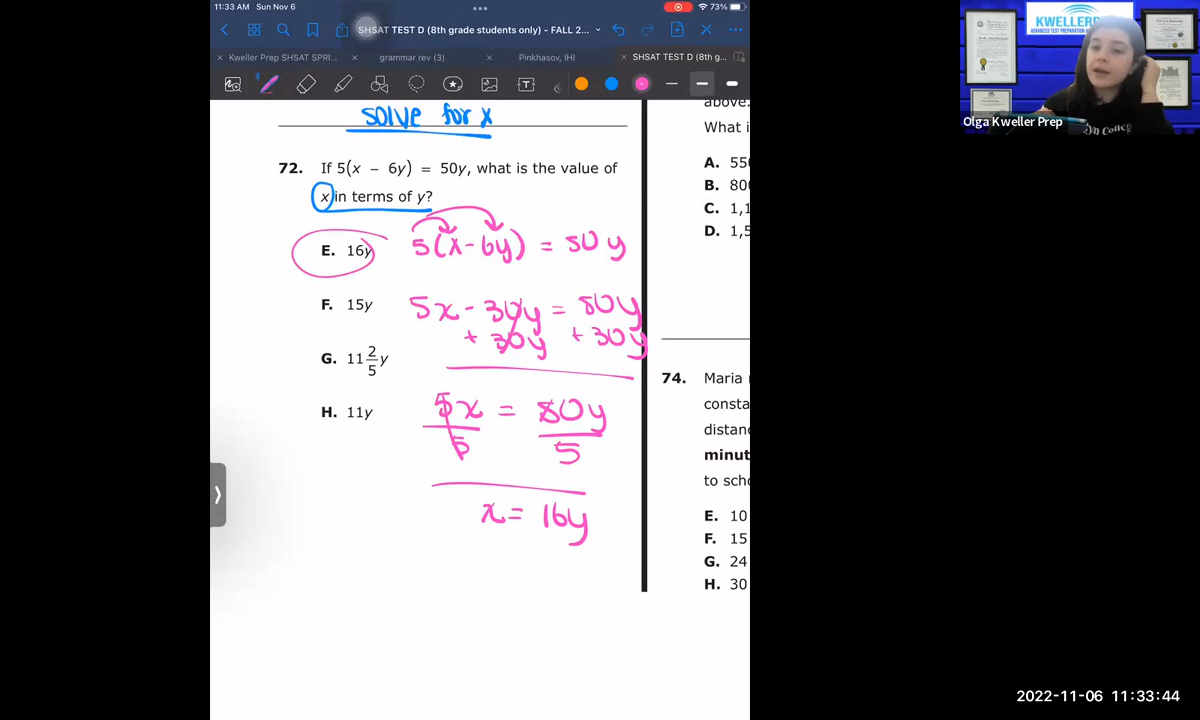 11:33 AM Sun Nov 6
73%
SHSAT TEST D (8th grade students only) - FALL 2...
Kweller Prep SHSAT SPRI...
grammar rev (3)
Pinkhasov, IHI
SHSAT TEST D (8th g...
solve for x
72. If 5(x − 6y) = 50y, what is the value of
x in terms of y?
E. 16y
F. 15y
G. 11 2/5 y
H. 11y
5(x - 6y) = 50y
5x - 30y = 50y
+ 30y + 30y
5x = 80y
5 5
x = 16y
above.
What i
A. 55
B. 80
C. 1,1
D. 1,5
74. Maria
consta
distan
minut
to scho
E. 10
F. 15
G. 24
H. 30
KWELLER
ADVANCED TEST PREPARATION
Olga Kweller Prep
2022-11-06 11:33:44